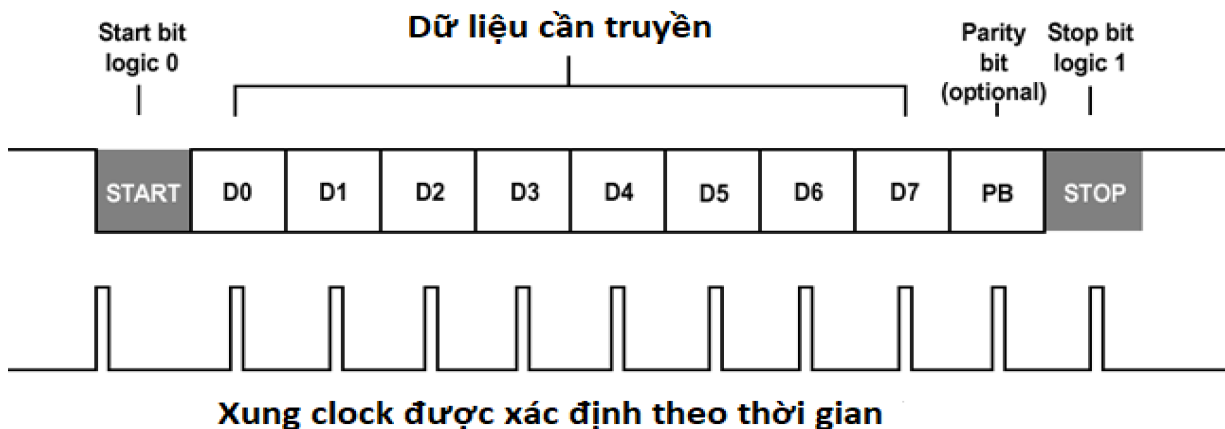 Start bit
logic 0
Dữ liệu cần truyền
Parity
bit
(optional)
Stop bit
logic 1
START D0 D1 D2 D3 D4 D5 D6 D7 PB STOP
Xung clock được xác định theo thời gian